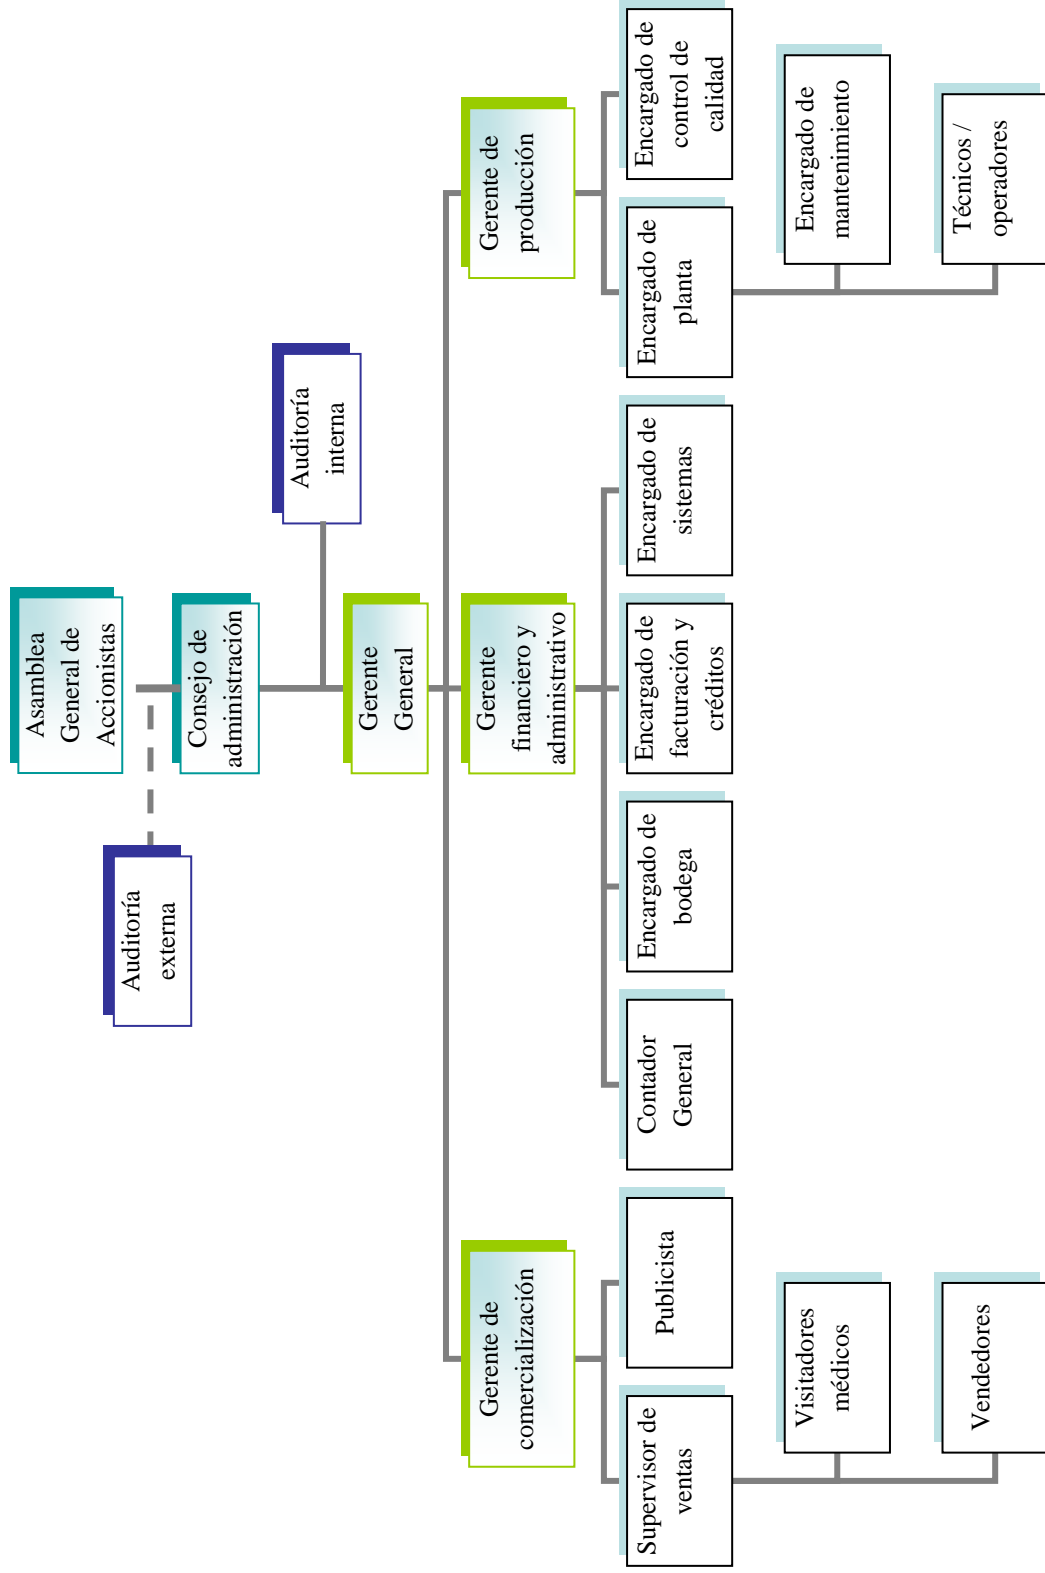 Asamblea
General de
Accionistas
Auditoría
externa
Consejo de
administración
Auditoría
interna
Gerente
General
Gerente de
comercialización
Gerente
financiero y
administrativo
Gerente de
producción
Supervisor de
ventas
Publicista
Contador
General
Encargado de
bodega
Encargado de
facturación y
créditos
Encargado de
sistemas
Encargado de
planta
Encargado de
control de
calidad
Visitadores
médicos
Encargado de
mantenimiento
Vendedores
Técnicos /
operadores